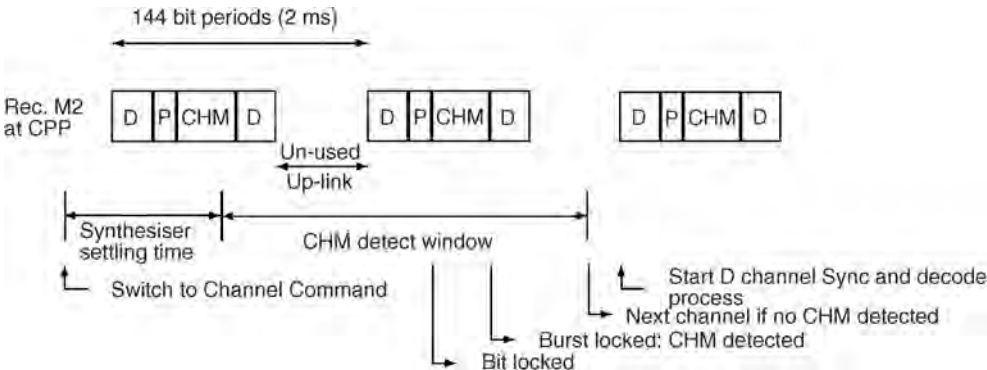 144 bit periods (2 ms)
Rec. M2
at CPP
D P CHM D
D P CHM D
D P CHM D
Un-used
Up-link
Synthesiser
settling time
CHM detect window
Switch to Channel Command
Start D channel Sync and decode
process
Next channel if no CHM detected
Burst locked: CHM detected
Bit locked